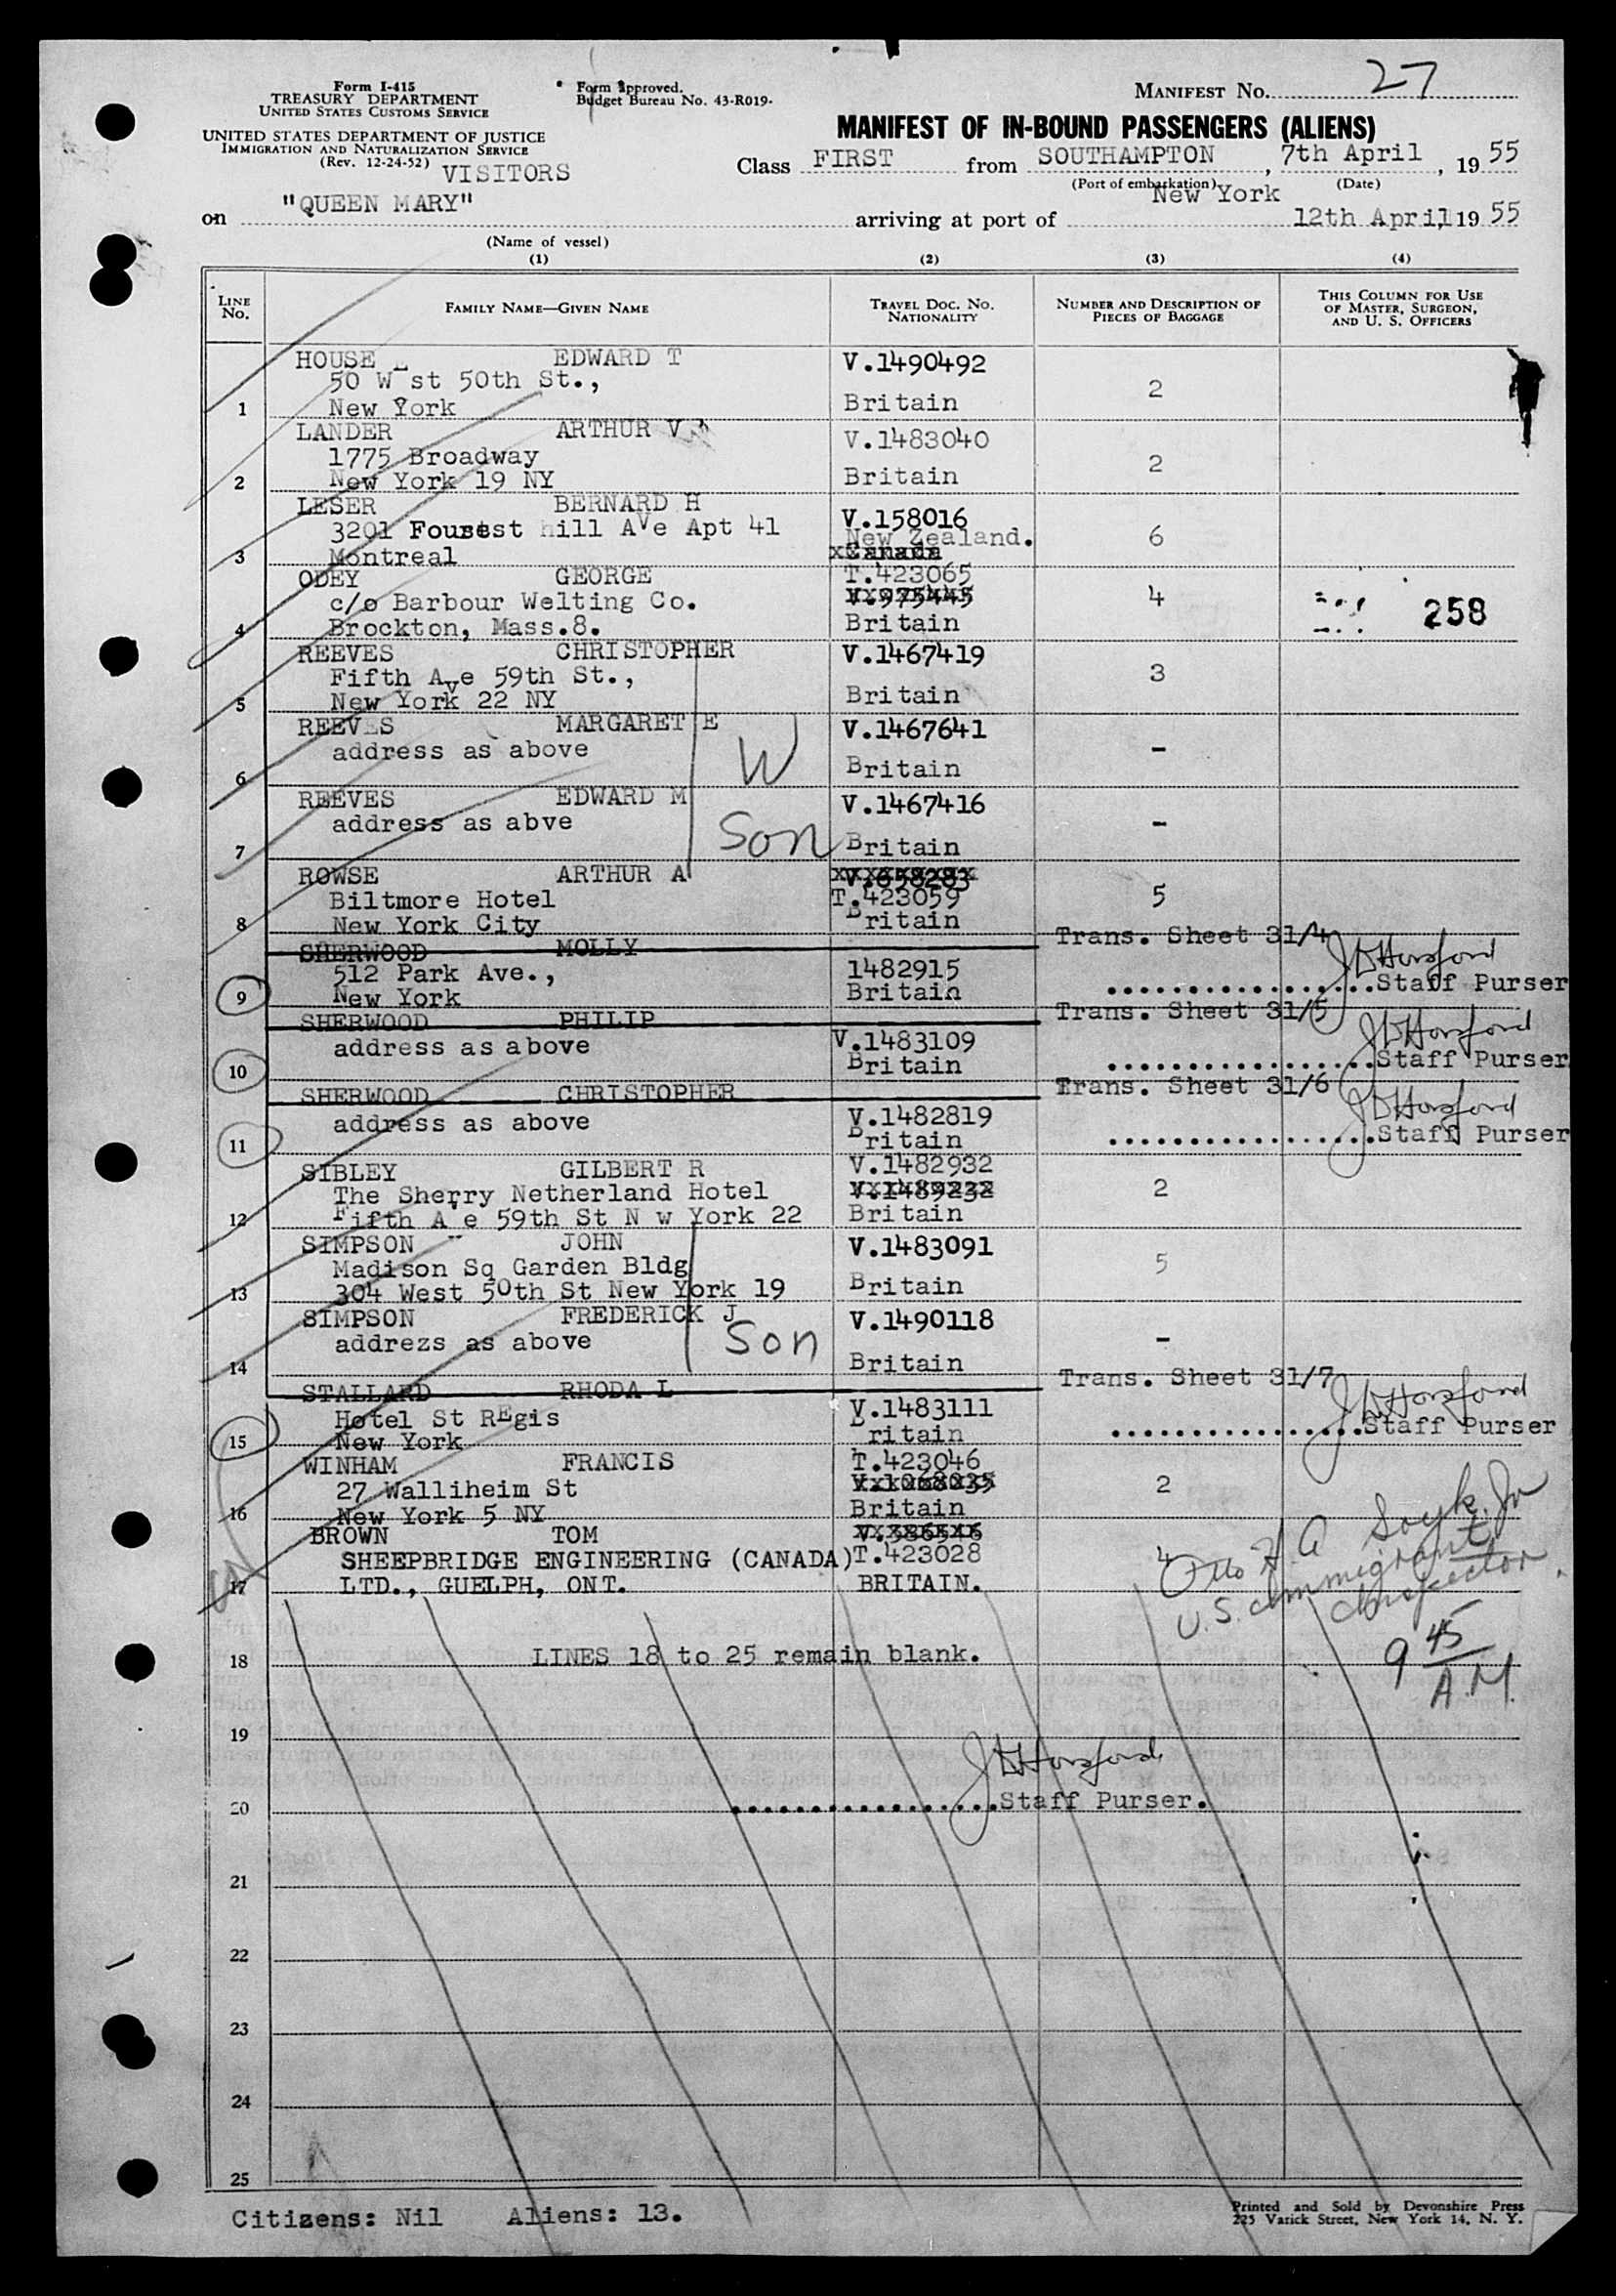 Form I-415
TREASURY DEPARTMENT
UNITED STATES CUSTOMS SERVICE
UNITED STATES DEPARTMENT OF JUSTICE
IMMIGRATION AND NATURALIZATION SERVICE
(Rev. 12-24-52) VISITORS
Form approved.
Budget Bureau No. 43-R019.
MANIFEST No. 27
MANIFEST OF IN-BOUND PASSENGERS (ALIENS)
Class FIRST from SOUTHAMPTON, 7th April, 19 55
(Port of embarkation) (Date)
on "QUEEN MARY" arriving at port of New York 12th April, 19 55
(Name of vessel)
(1) (2) (3) (4)
LINE No. FAMILY NAME—GIVEN NAME TRAVEL DOC. No. NATIONALITY NUMBER AND DESCRIPTION OF PIECES OF BAGGAGE THIS COLUMN FOR USE OF MASTER, SURGEON, AND U. S. OFFICERS
HOUSE EDWARD T V.1490492
50 W st 50th St., 2
1 New York Britain
LANDER ARTHUR V V.1483040
1775 Broadway 2
2 New York 19 NY Britain
LESER BERNARD H V.158016
3201 hill Ave Apt 41 New Zealand. 6
3 Montreal Canada
ODEY GEORGE T.423065
c/o Barbour Welting Co. V.975445 4 258
4 Brockton, Mass.8. Britain
REEVES CHRISTOPHER V.1467419
Fifth Ave 59th St., 3
5 New York 22 NY Britain
REEVES MARGARET E V.1467641
address as above W -
6 Britain
REEVES EDWARD M V.1467416
address as abve Son -
7 Britain
ROWSE ARTHUR A V.658283
Biltmore Hotel T.423059 5
8 New York City Britain
SHERWOOD MOLLY Trans. Sheet 31/4 J D Horsford
512 Park Ave., 1482915 Staff Purser
9 New York Britain
SHERWOOD PHILIP Trans. Sheet 31/5 J D Horsford
address as above V.1483109 Staff Purser
10 Britain
SHERWOOD CHRISTOPHER Trans. Sheet 31/6 J D Horsford
address as above V.1482819 Staff Purser
11 Britain
SIBLEY GILBERT R V.1482932
The Sherry Netherland Hotel V.1489232 2
12 Fifth A e 59th St N w York 22 Britain
SIMPSON JOHN V.1483091
Madison Sq Garden Bldg 5
13 304 West 50th St New York 19 Britain
SIMPSON FREDERICK J V.1490118
addrezs as above Son -
14 Britain
STALLARD RHODA L Trans. Sheet 31/7 J D Horsford
Hotel St REgis V.1483111 Staff Purser
15 New York Britain
WINHAM FRANCIS T.423046
27 Walliheim St V.1068035 2
16 New York 5 NY Britain
BROWN TOM V.386546
SHEEPBRIDGE ENGINEERING (CANADA) T.423028 4
17 LTD., GUELPH, ONT. BRITAIN.
Otto H.A Jr
U.S. Immigrant
Inspector
9 45 A.M.
18 LINES 18 to 25 remain blank.
19
J D Horsford
20 Staff Purser.
21
22
23
24
25
Citizens: Nil Aliens: 13.
Printed and Sold by Devonshire Press
225 Varick Street, New York 14, N. Y.